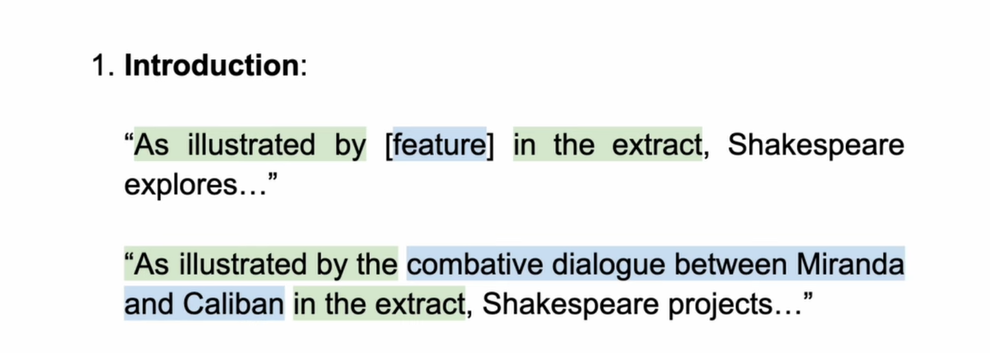 1. Introduction:
“As illustrated by [feature] in the extract, Shakespeare
explores…”
“As illustrated by the combative dialogue between Miranda
and Caliban in the extract, Shakespeare projects…”